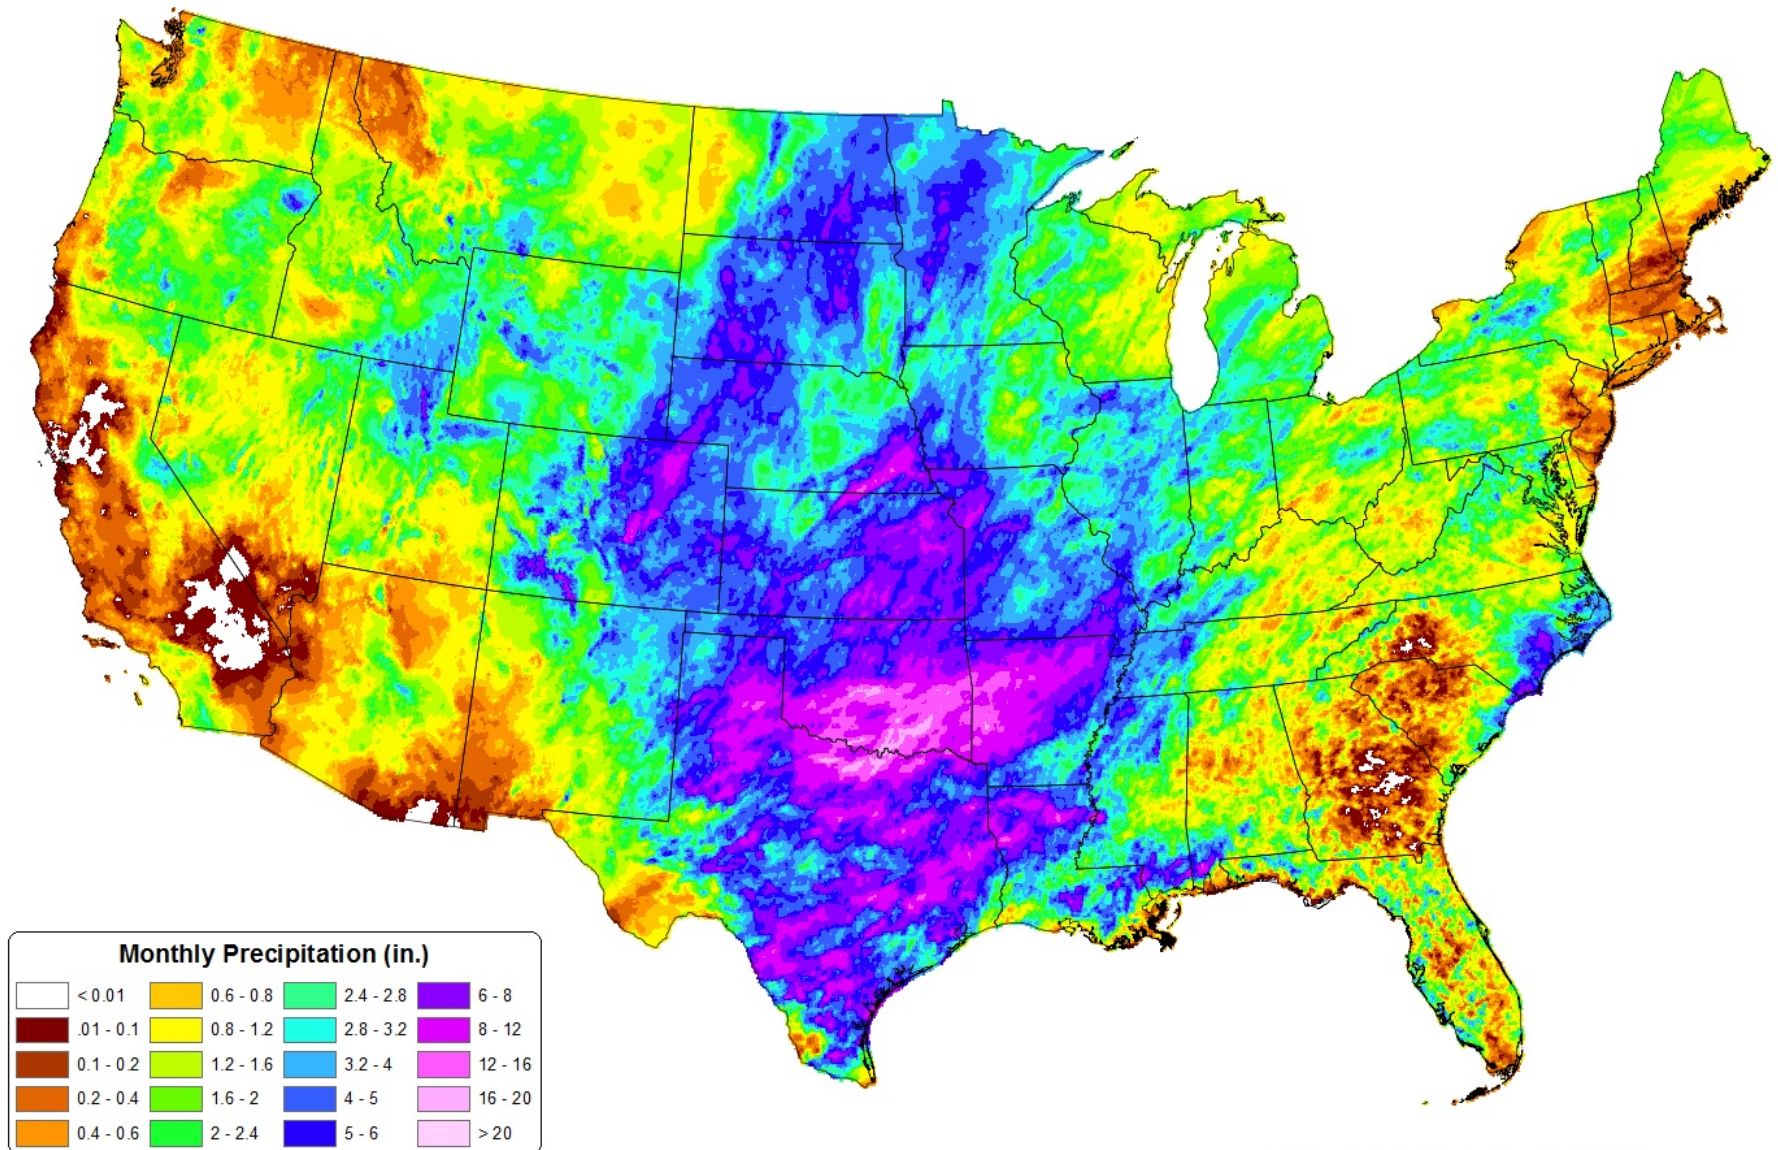 Monthly Precipitation (in.)
< 0.01 0.6 - 0.8 2.4 - 2.8 6 - 8
.01 - 0.1 0.8 - 1.2 2.8 - 3.2 8 - 12
0.1 - 0.2 1.2 - 1.6 3.2 - 4 12 - 16
0.2 - 0.4 1.6 - 2 4 - 5 16 - 20
0.4 - 0.6 2 - 2.4 5 - 6 > 20